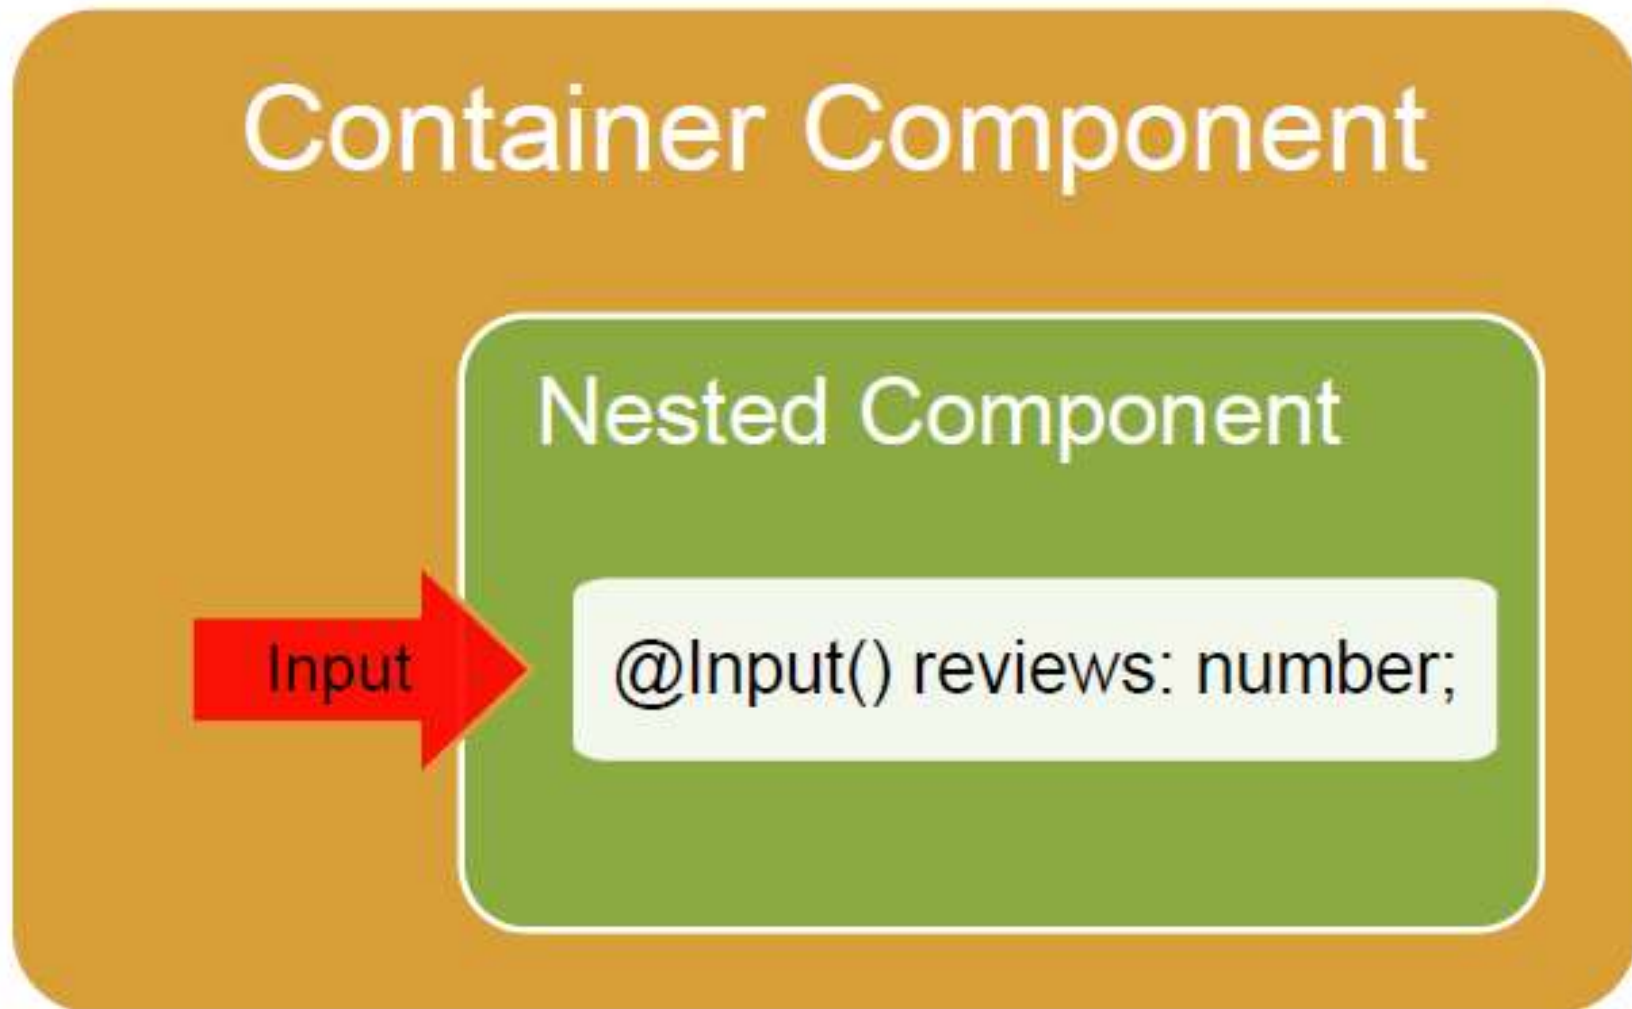 Container Component
Nested Component
Input
@Input() reviews: number;